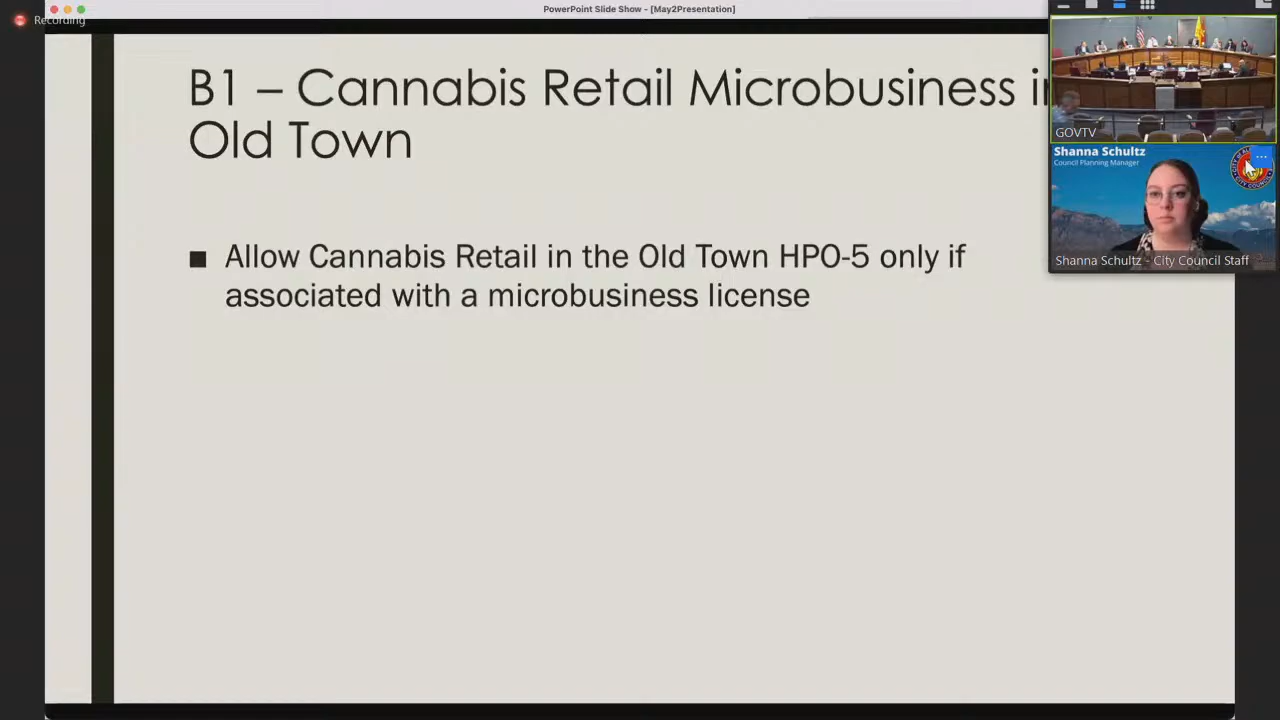 PowerPoint Slide Show - [May2Presentation]
Recording
B1 – Cannabis Retail Microbusiness i
Old Town
■ Allow Cannabis Retail in the Old Town HPO-5 only if
associated with a microbusiness license
GOVTV
Shanna Schultz
Council Planning Manager
Shanna Schultz - City Council Staff